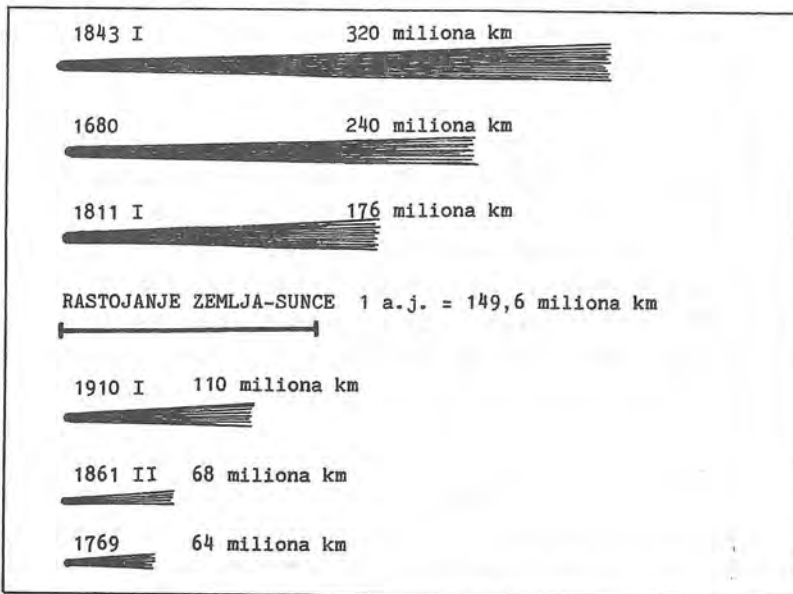 1843 I 320 miliona km
1680 240 miliona km
1811 I 176 miliona km
RASTOJANJE ZEMLJA-SUNCE 1 a.j. = 149,6 miliona km
1910 I 110 miliona km
1861 II 68 miliona km
1769 64 miliona km